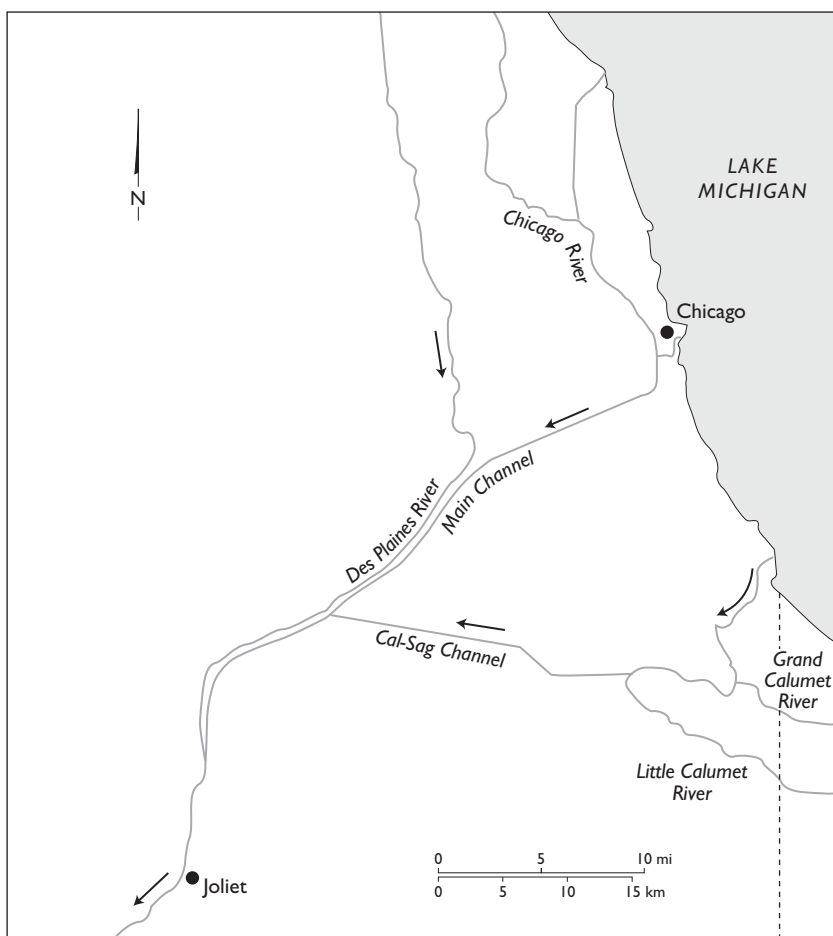 N
LAKE
MICHIGAN
Chicago River
Chicago
Des Plaines River
Main Channel
Cal-Sag Channel
Grand
Calumet
River
Little Calumet
River
Joliet
0 5 10 mi
0 5 10 15 km